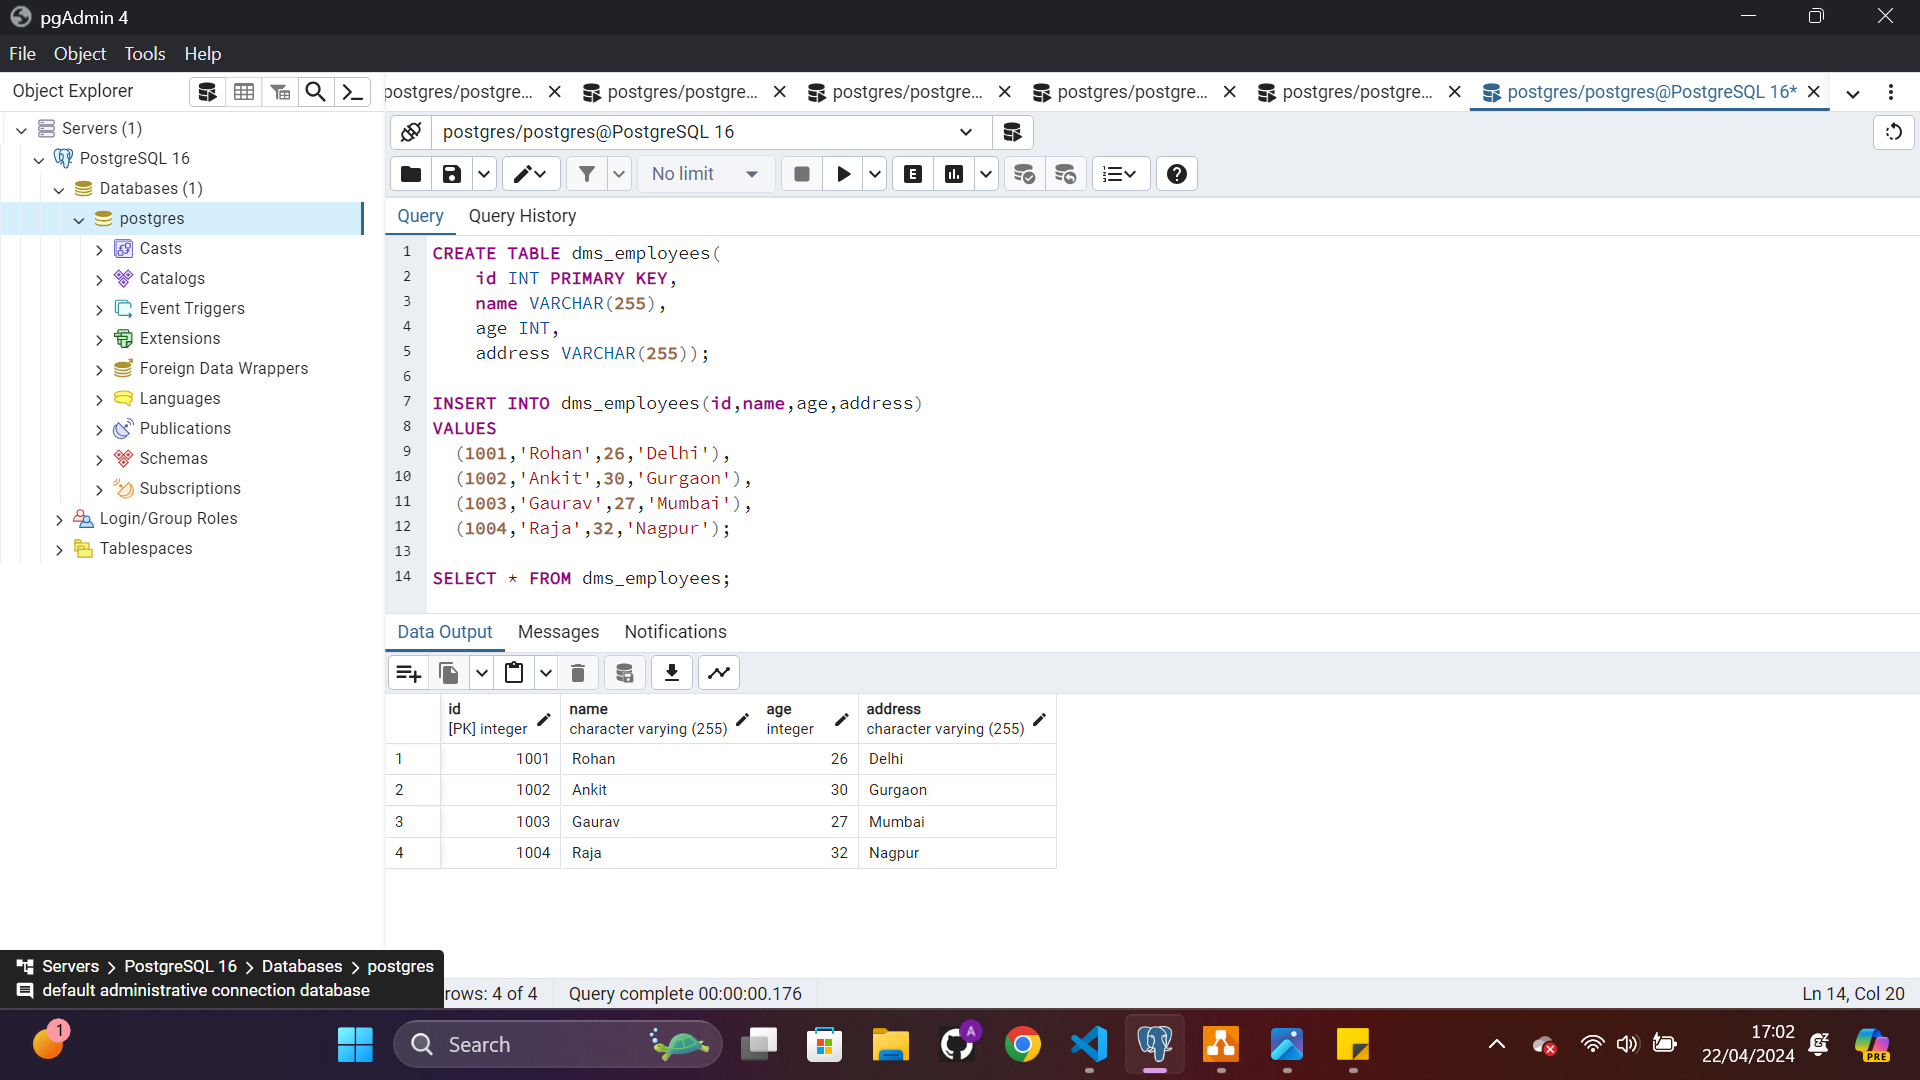 pgAdmin 4
File Object Tools Help
Object Explorer
postgres/postgre... postgres/postgre... postgres/postgre... postgres/postgre... postgres/postgre... postgres/postgres@PostgreSQL 16*
Servers (1)
PostgreSQL 16
Databases (1)
postgres
Casts
Catalogs
Event Triggers
Extensions
Foreign Data Wrappers
Languages
Publications
Schemas
Subscriptions
Login/Group Roles
Tablespaces
postgres/postgres@PostgreSQL 16
No limit
E
Query Query History
1 CREATE TABLE dms_employees(
2 id INT PRIMARY KEY,
3 name VARCHAR(255),
4 age INT,
5 address VARCHAR(255));
6
7 INSERT INTO dms_employees(id,name,age,address)
8 VALUES
9 (1001,'Rohan',26,'Delhi'),
10 (1002,'Ankit',30,'Gurgaon'),
11 (1003,'Gaurav',27,'Mumbai'),
12 (1004,'Raja',32,'Nagpur');
13
14 SELECT * FROM dms_employees;
Data Output Messages Notifications
id name age address
[PK] integer character varying (255) integer character varying (255)
1 1001 Rohan 26 Delhi
2 1002 Ankit 30 Gurgaon
3 1003 Gaurav 27 Mumbai
4 1004 Raja 32 Nagpur
Servers > PostgreSQL 16 > Databases > postgres
default administrative connection database
rows: 4 of 4 Query complete 00:00:00.176 Ln 14, Col 20
1
Search
A
17:02
22/04/2024
PRE